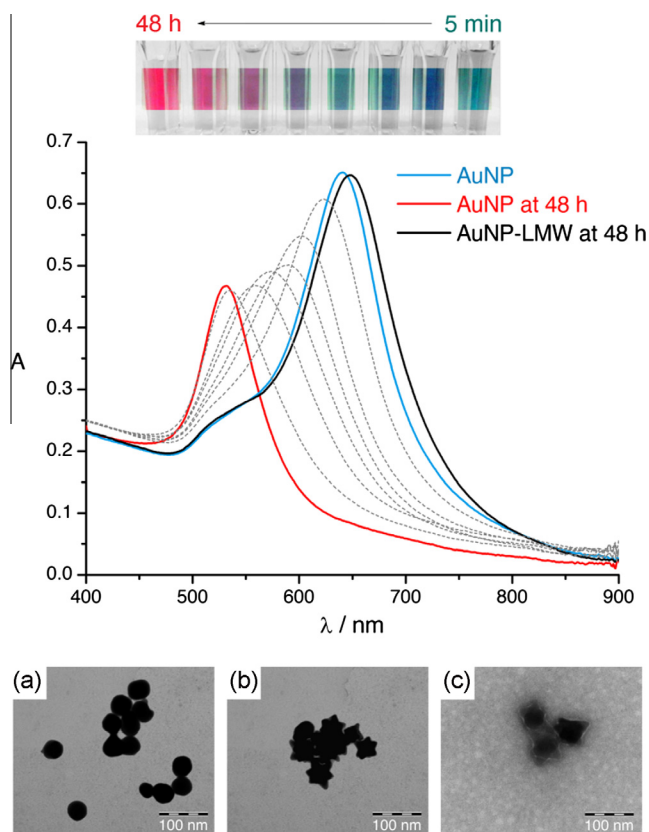 48 h 5 min
0.7
0.6
0.5
0.4
0.3
0.2
0.1
0.0
A
AuNP
AuNP at 48 h
AuNP-LMW at 48 h
400 500 600 700 800 900
λ / nm
(a) (b) (c)
100 nm 100 nm 100 nm